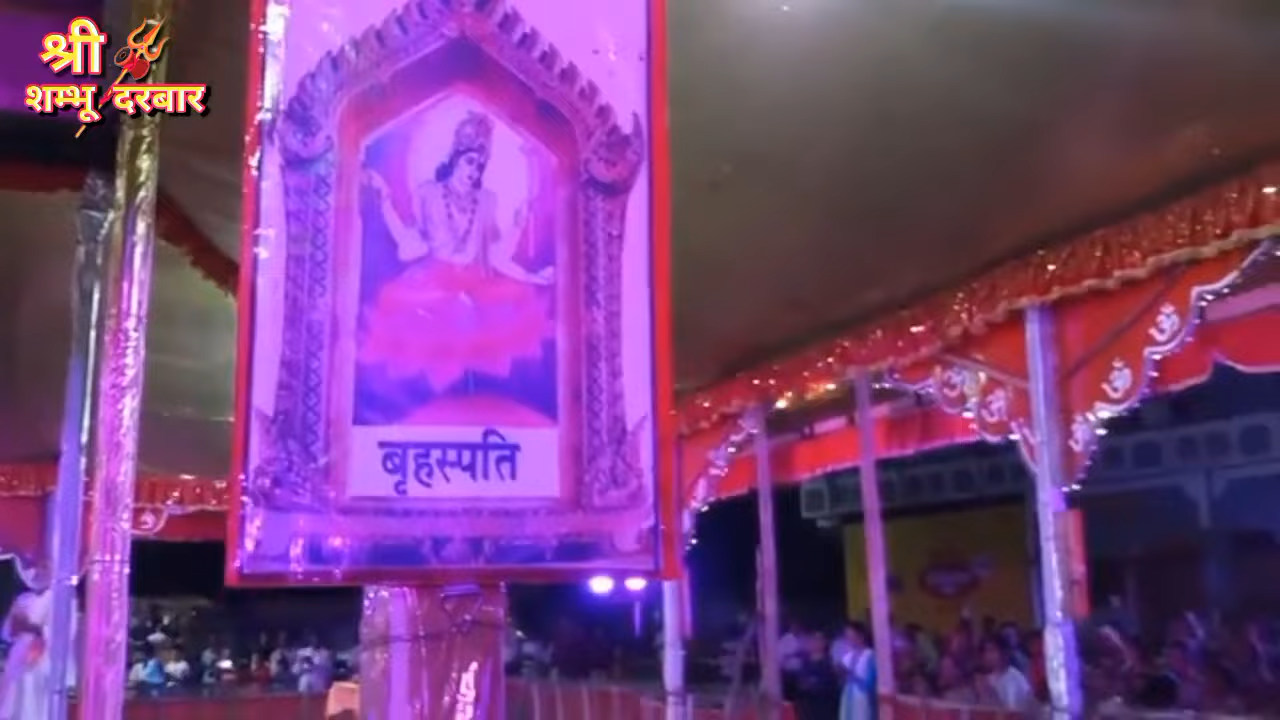 श्री
शम्भू दरबार
बृहस्पति
ॐ
ॐ